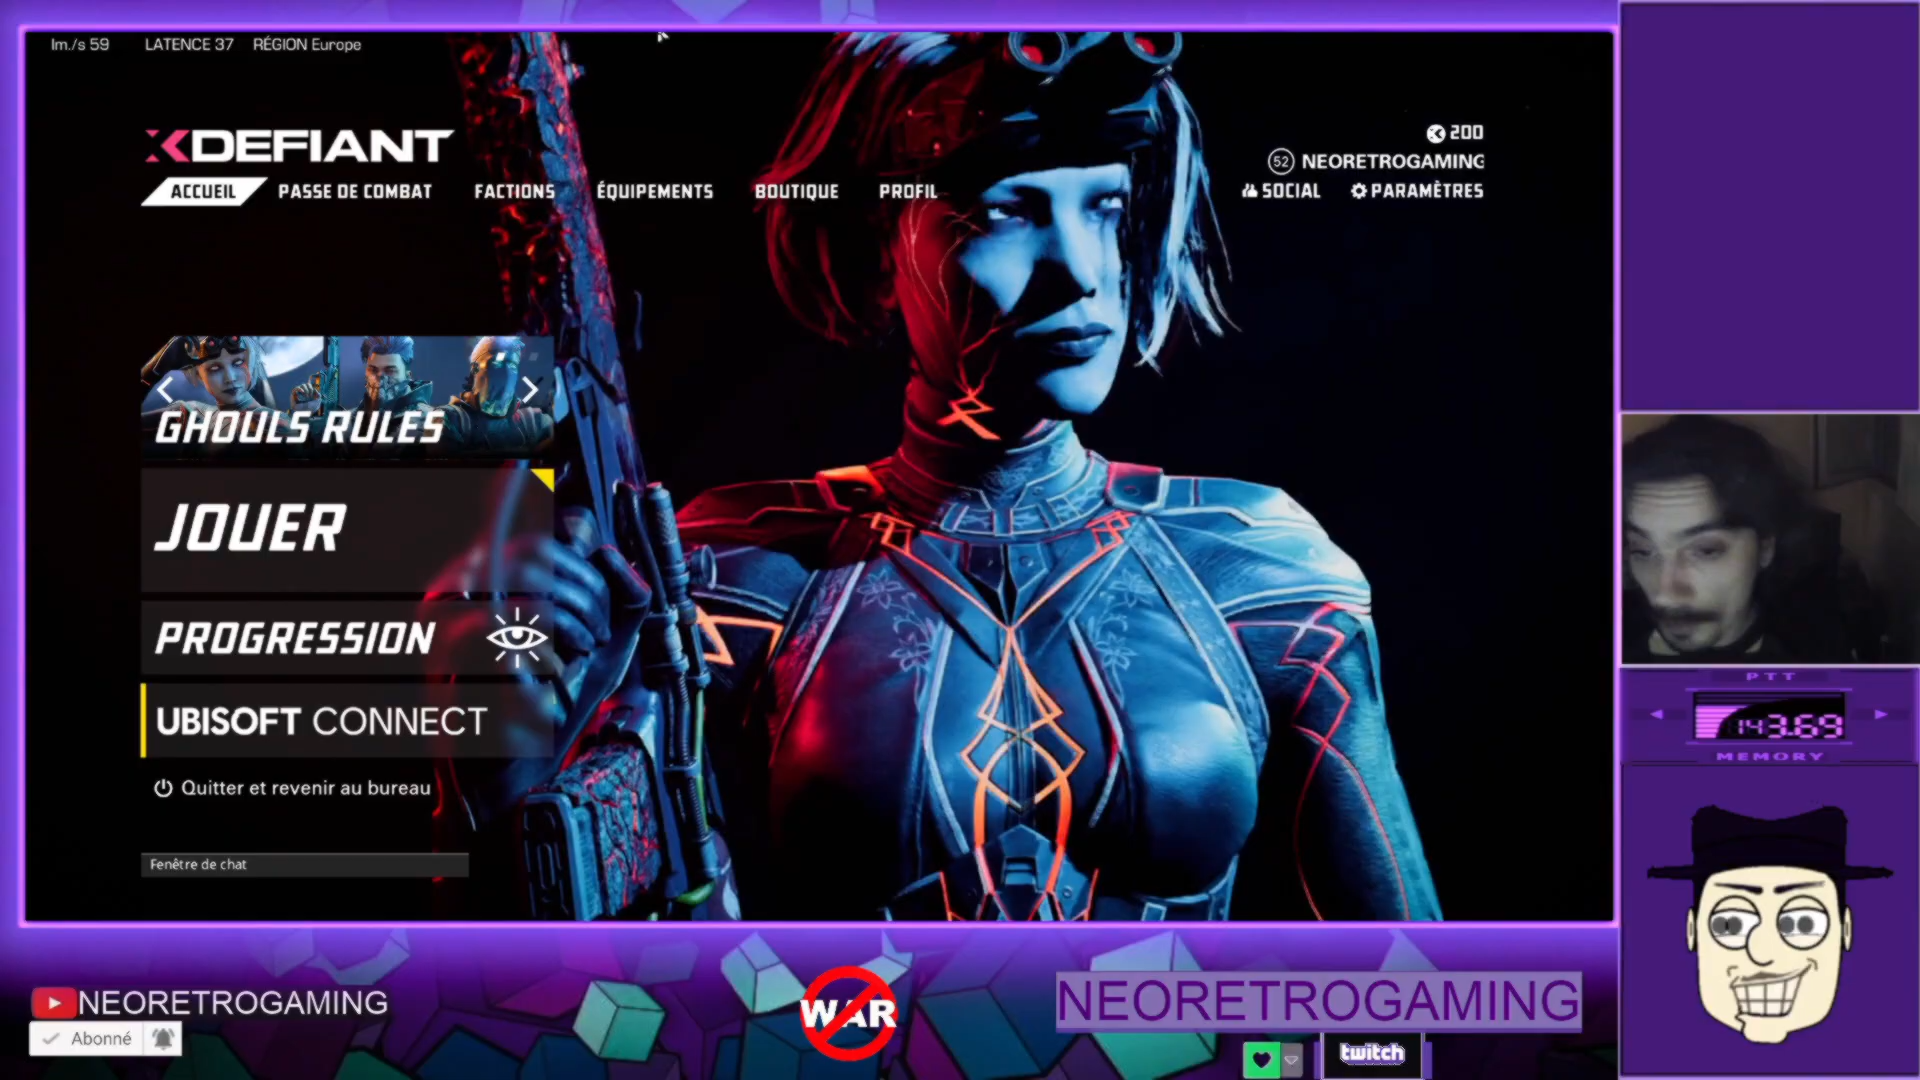 Im./s 59 LATENCE 37 RÉGION Europe
XDEFIANT
200
52 NEORETROGAMING
ACCUEIL PASSE DE COMBAT FACTIONS ÉQUIPEMENTS BOUTIQUE PROFIL SOCIAL PARAMÈTRES
GHOULS RULES
JOUER
PROGRESSION
UBISOFT CONNECT
Quitter et revenir au bureau
Fenêtre de chat
PTT
143.69
MEMORY
NEORETROGAMING
Abonné
WAR
NEORETROGAMING
twitch